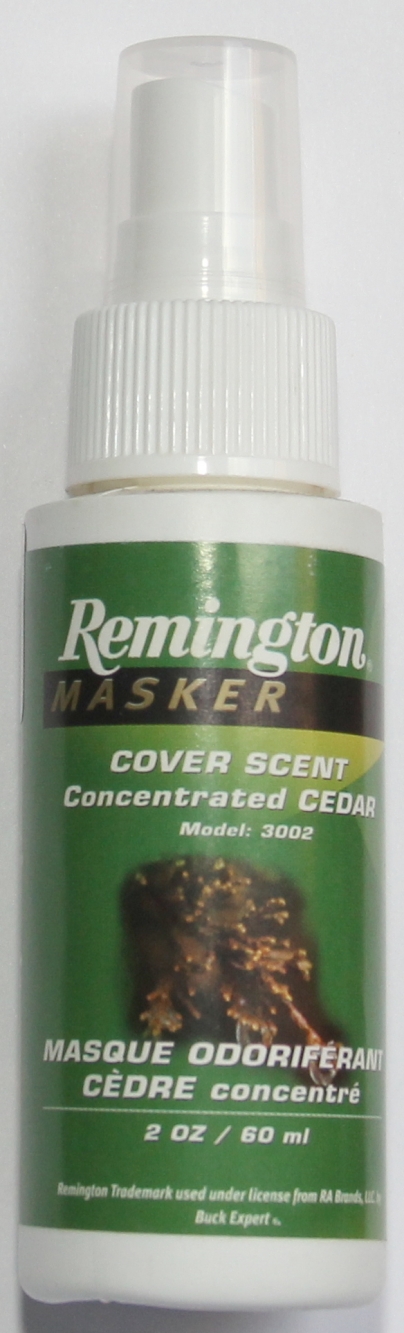 Remington
MASKER
COVER SCENT
Concentrated CEDAR
Model: 3002
MASQUE ODORIFÉRANT
CÈDRE concentré
2 OZ / 60 ml
Remington Trademark used under license from RA Brands, LLC. by
Buck Expert